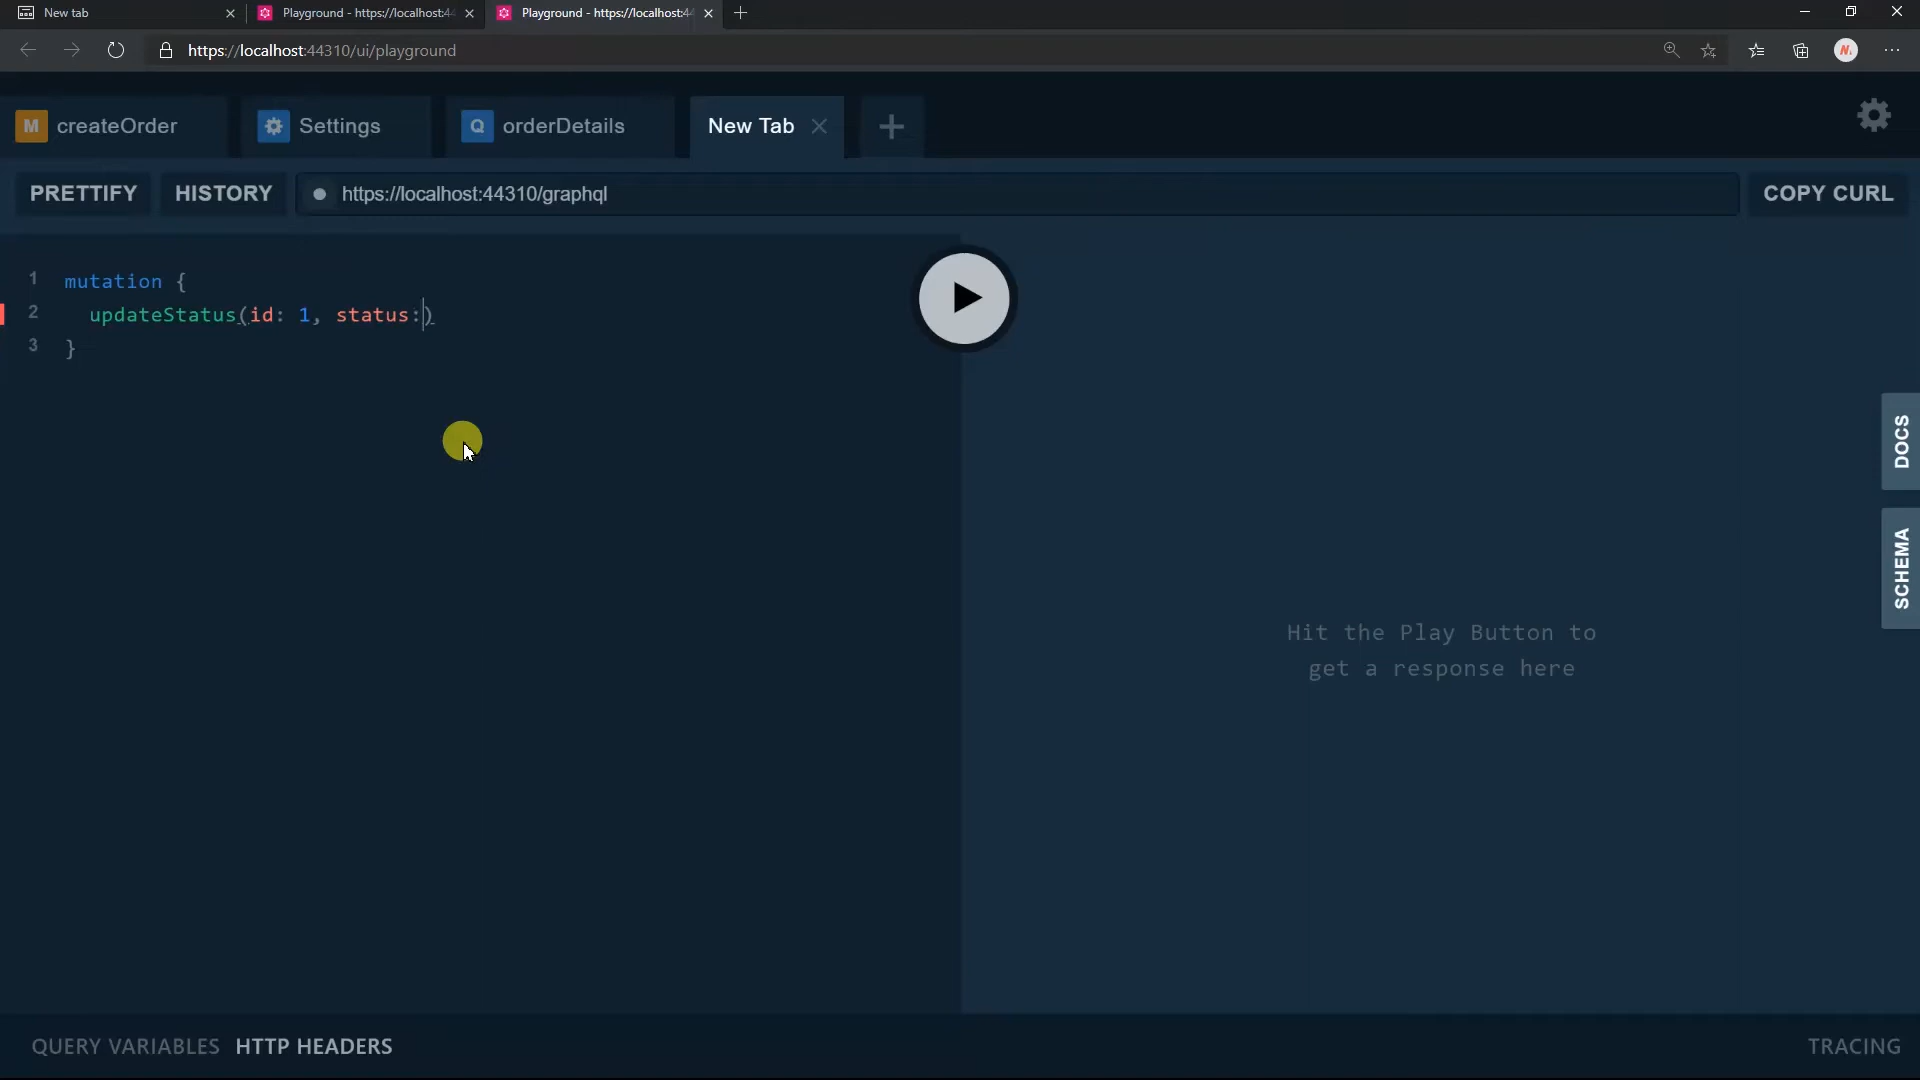 New tab
Playground - https://localhost:44
Playground - https://localhost:44
https://localhost:44310/ui/playground
N.
M createOrder
Settings
Q orderDetails
New Tab
PRETTIFY
HISTORY
https://localhost:44310/graphql
COPY CURL
1 mutation {
2 updateStatus(id: 1, status:)
3 }
DOCS
SCHEMA
Hit the Play Button to
get a response here
QUERY VARIABLES HTTP HEADERS
TRACING